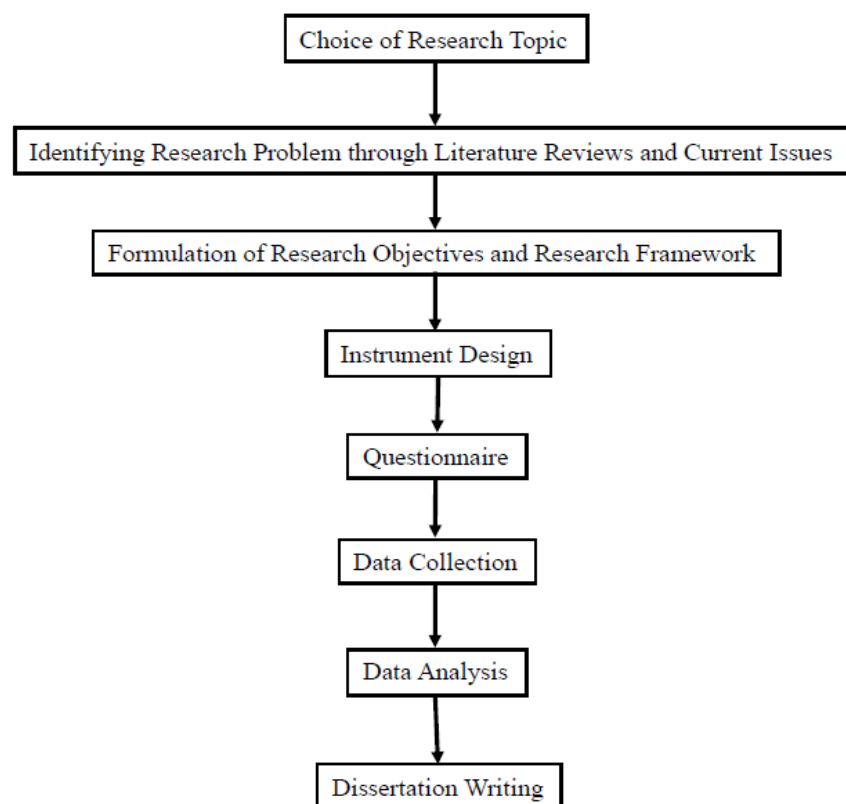 Choice of Research Topic
Identifying Research Problem through Literature Reviews and Current Issues
Formulation of Research Objectives and Research Framework
Instrument Design
Questionnaire
Data Collection
Data Analysis
Dissertation Writing